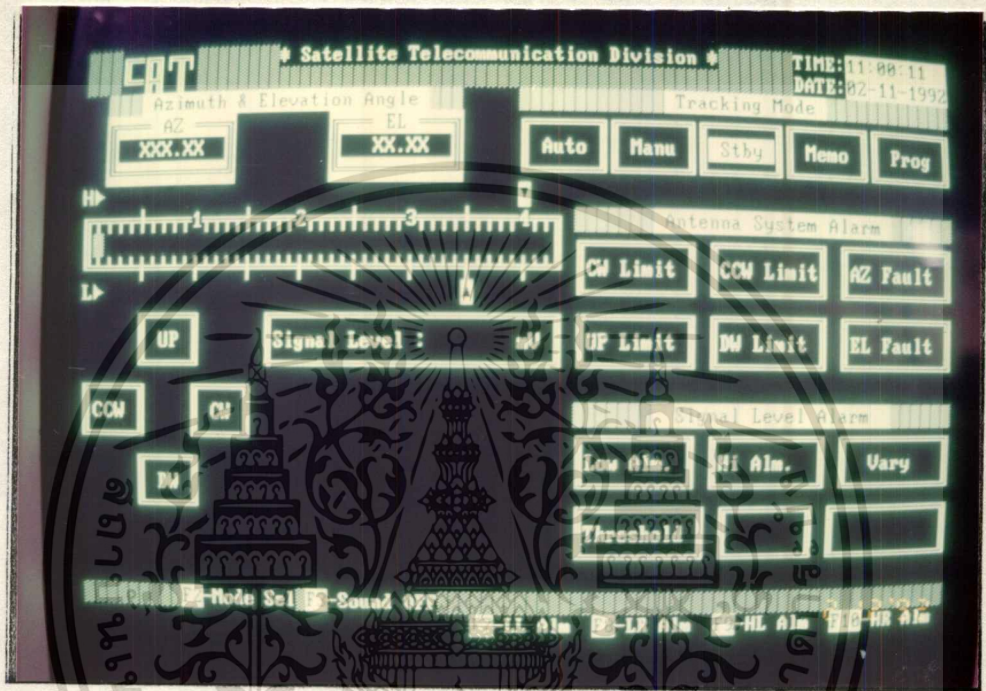 CAT
* Satellite Telecommunication Division *
TIME: 11:00:11
DATE: 02-11-1992
Azimuth & Elevation Angle
AZ
EL
XXX.XX
XX.XX
Tracking Mode
Auto
Manu
Stby
Memo
Prog
H
1 2 3 4
L
Antenna System Alarm
CW Limit
CCW Limit
AZ Fault
UP Limit
DW Limit
EL Fault
UP
Signal Level : mV
CCW
CW
DW
Signal Level Alarm
Low Alm.
Hi Alm.
Vary
Threshold
-Mode Sel
-Sound OFF
-LL Alm
-LR Alm
-HL Alm
-HR Alm